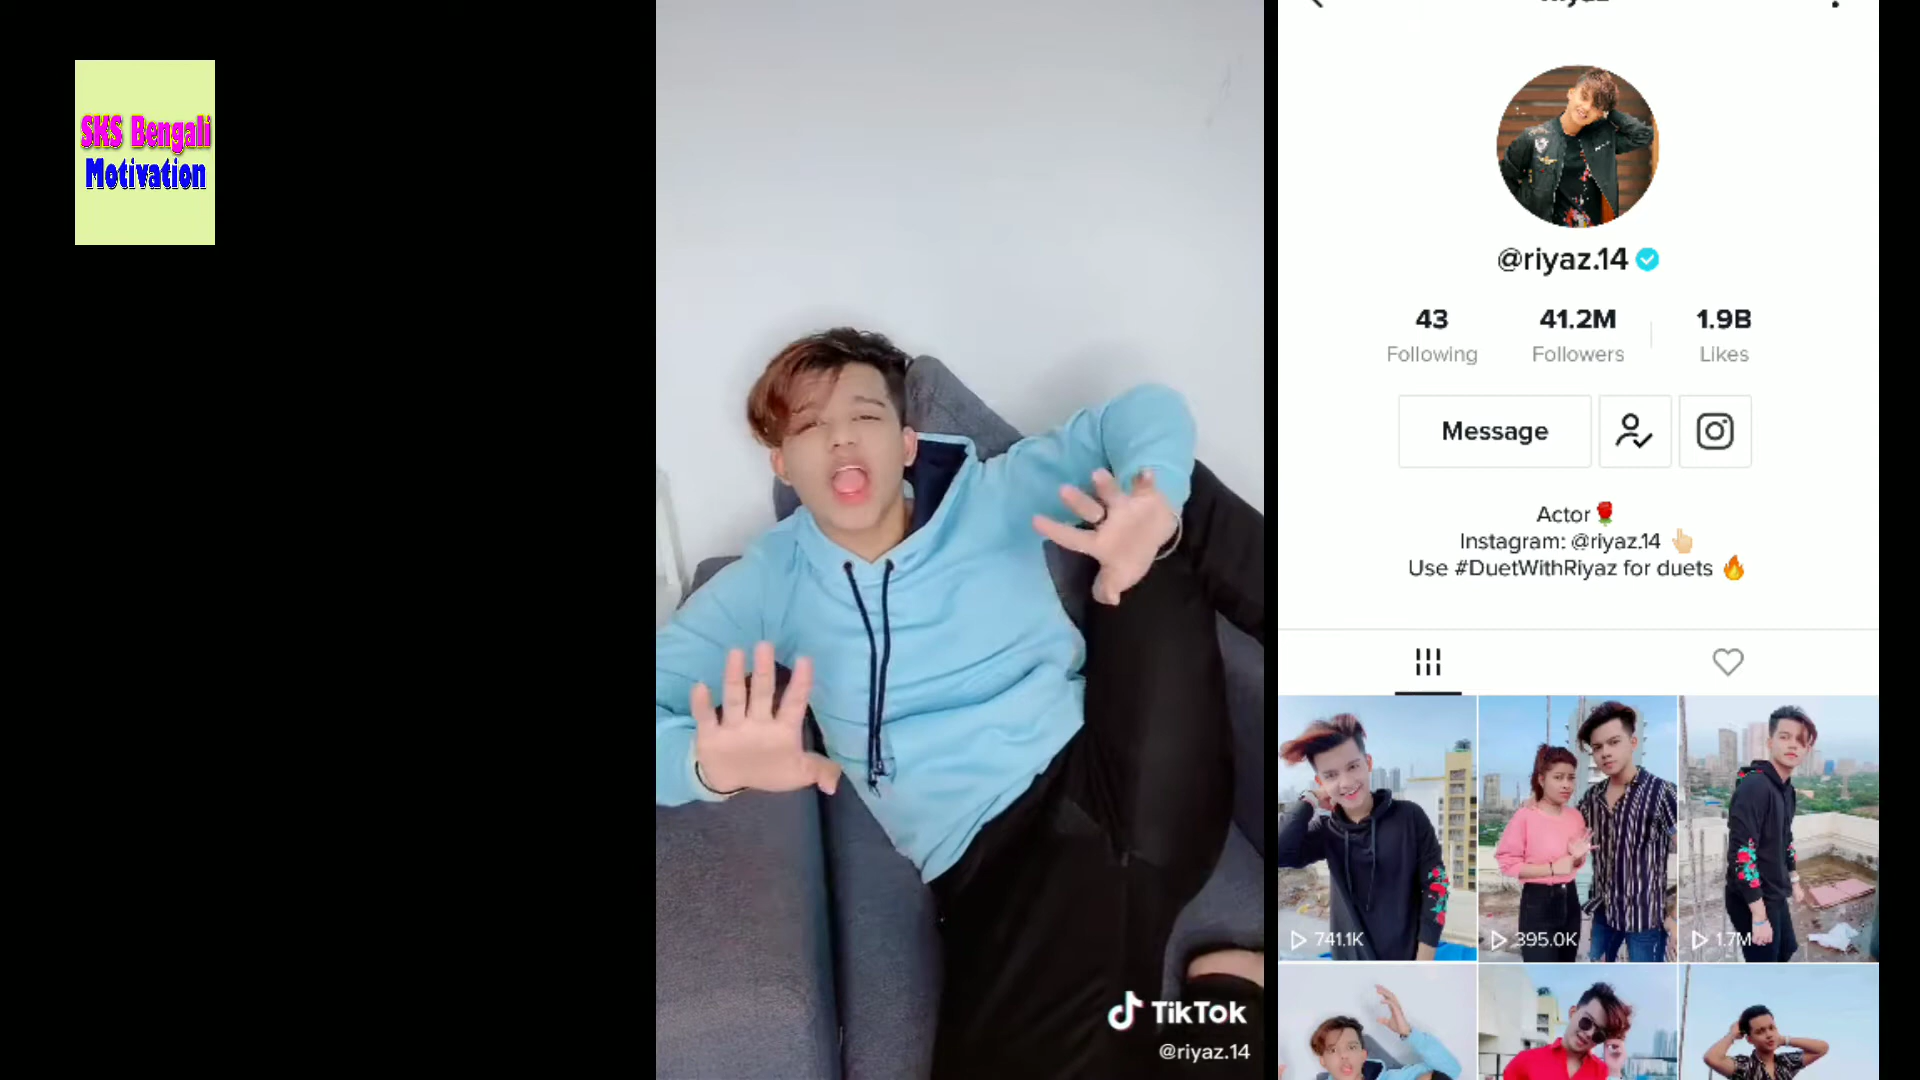 SKS Bengali
Motivation
TikTok
@riyaz.14
@riyaz.14
43
Following
41.2M
Followers
1.9B
Likes
Message
Actor🌹
Instagram: @riyaz.14 👆🏻
Use #DuetWithRiyaz for duets 🔥
741.1K
395.0K
1.7M